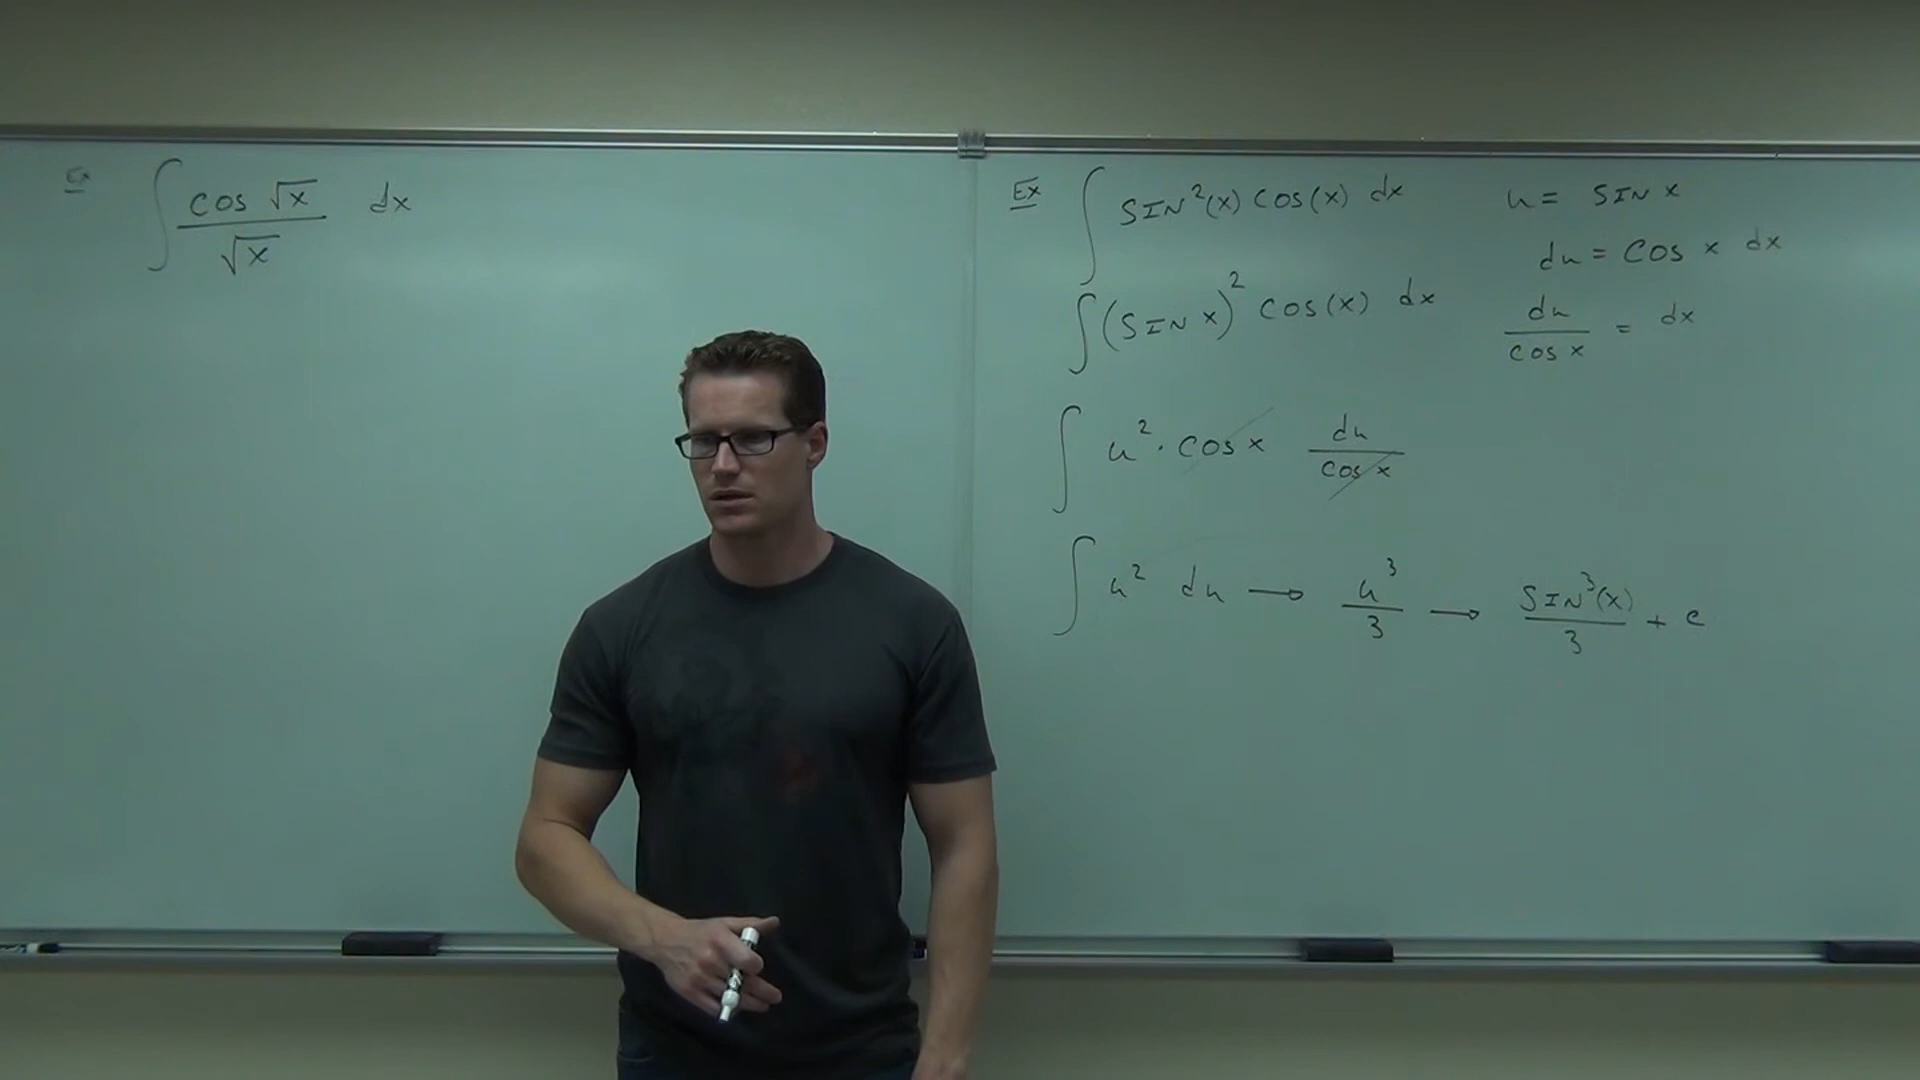 Ex ∫ cos √x / √x dx
Ex ∫ SIN²(x) cos(x) dx
∫ (SIN x)² cos(x) dx
∫ u² · cos x du / cos x
∫ u² du → u³ / 3 → SIN³(x) / 3 + c
u = SIN x
du = cos x dx
du / cos x = dx